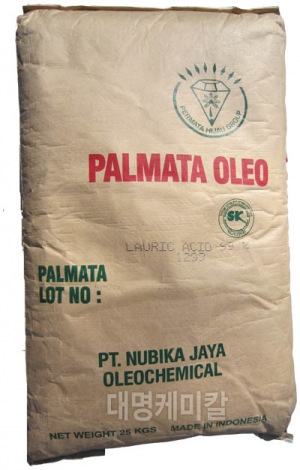 PERMATA HIJAU GROUP
PALMATA OLEO
SK
LAURIC ACID 99 %
1299
PALMATA
LOT NO :
PT. NUBIKA JAYA
OLEOCHEMICAL
대명케미칼
NET WEIGHT 25 KGS
MADE IN INDONESIA